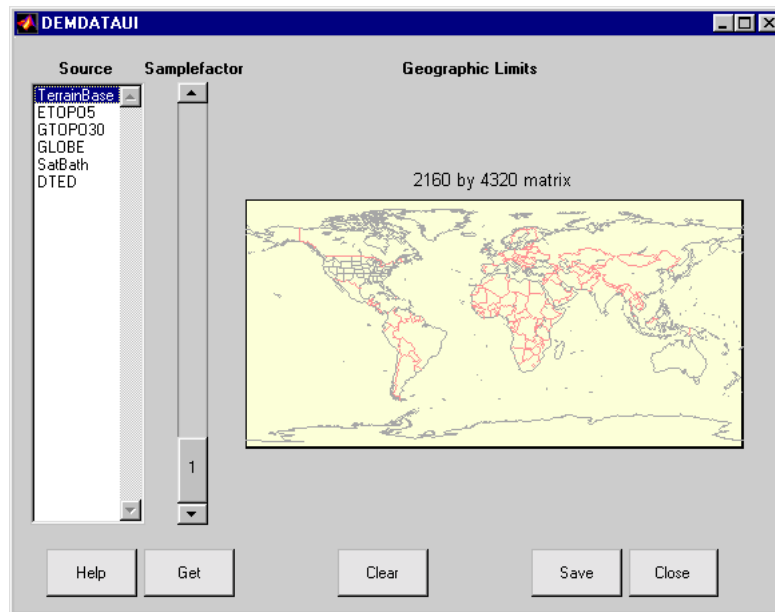 DEMDATAUI
Source
Samplefactor
Geographic Limits
TerrainBase
ETOPO5
GTOPO30
GLOBE
SatBath
DTED
2160 by 4320 matrix
1
Help
Get
Clear
Save
Close